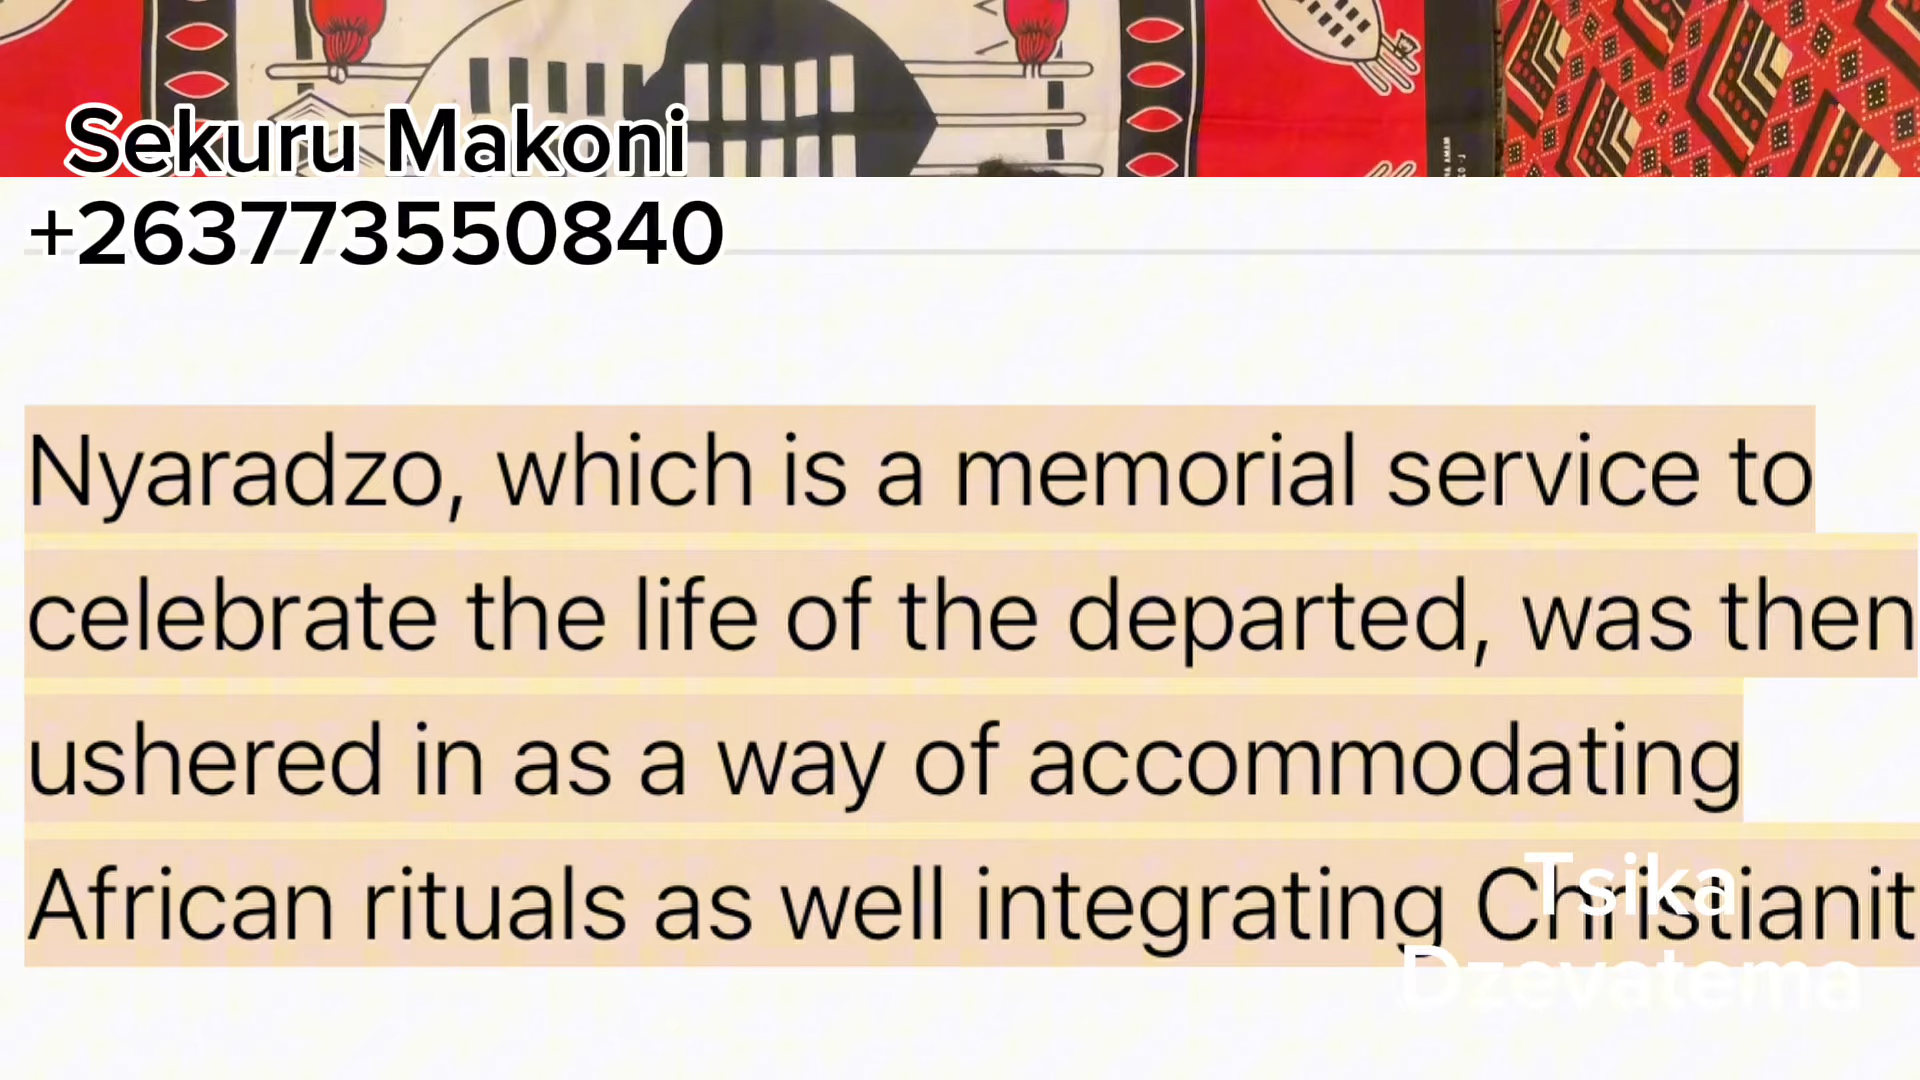 Sekuru Makoni
+263773550840
Nyaradzo, which is a memorial service to
celebrate the life of the departed, was then
ushered in as a way of accommodating
African rituals as well integrating Christianit
Tsika
Dzevatema